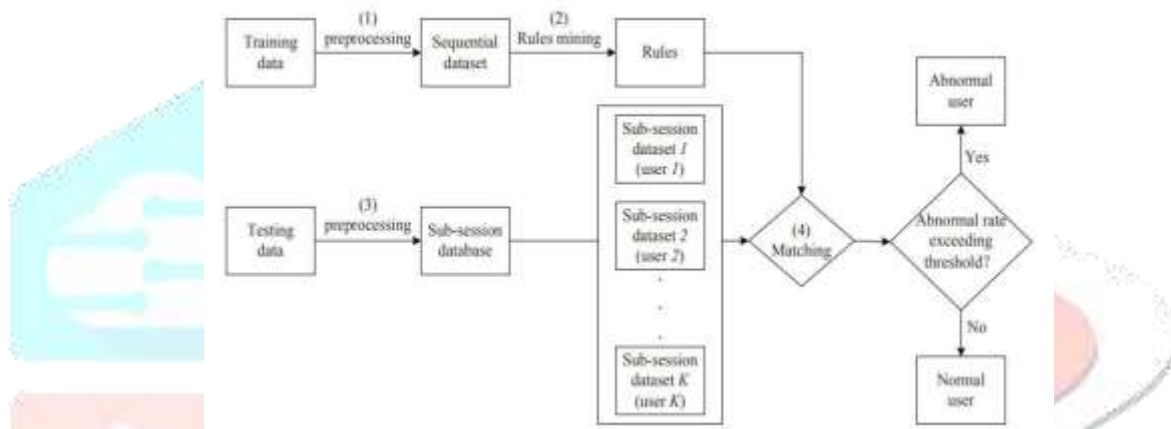 (1)
preprocessing
(2)
Rules mining
Training
data
Sequential
dataset
Rules
Sub-session
dataset 1
(user 1)
Abnormal
user
Yes
(3)
preprocessing
Testing
data
Sub-session
database
Sub-session
dataset 2
(user 2)
.
.
.
(4)
Matching
Abnormal rate
exceeding
threshold?
No
Sub-session
dataset K
(user K)
Normal
user